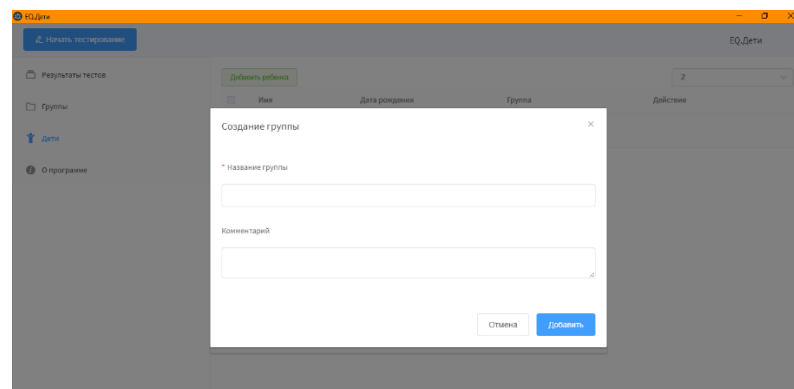 EQ.Дети
Начать тестирование
EQ.Дети
Результаты тестов
Добавить ребенка
2
Имя Дата рождения Группа Действие
Группы
Создание группы
Дети
* Название группы
О программе
Комментарий
Отмена Добавить